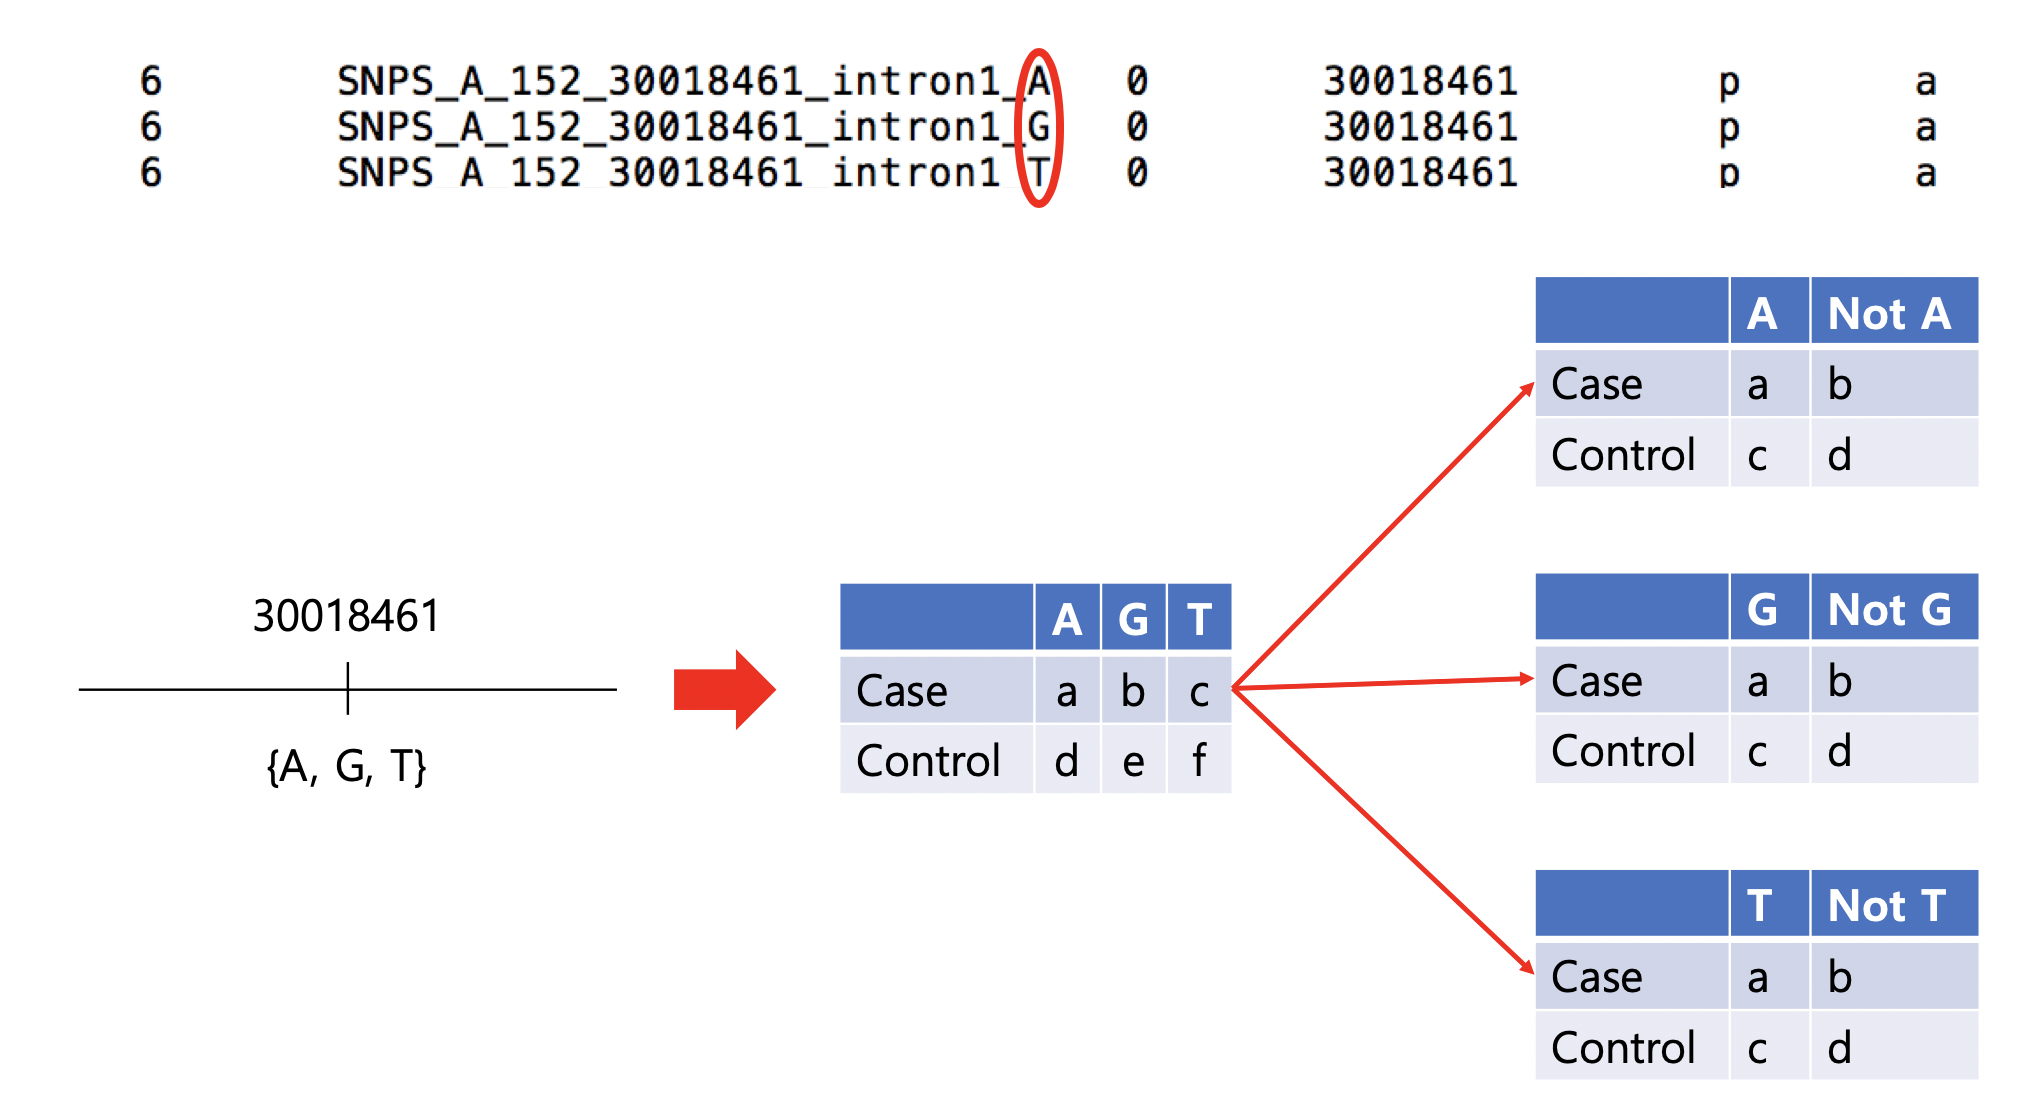 6 SNPS_A_152_30018461_intron1_A 0 30018461 p a
6 SNPS_A_152_30018461_intron1_G 0 30018461 p a
6 SNPS_A_152_30018461_intron1_T 0 30018461 p a
30018461
{A, G, T}
A G T
Case a b c
Control d e f
A Not A
Case a b
Control c d
G Not G
Case a b
Control c d
T Not T
Case a b
Control c d